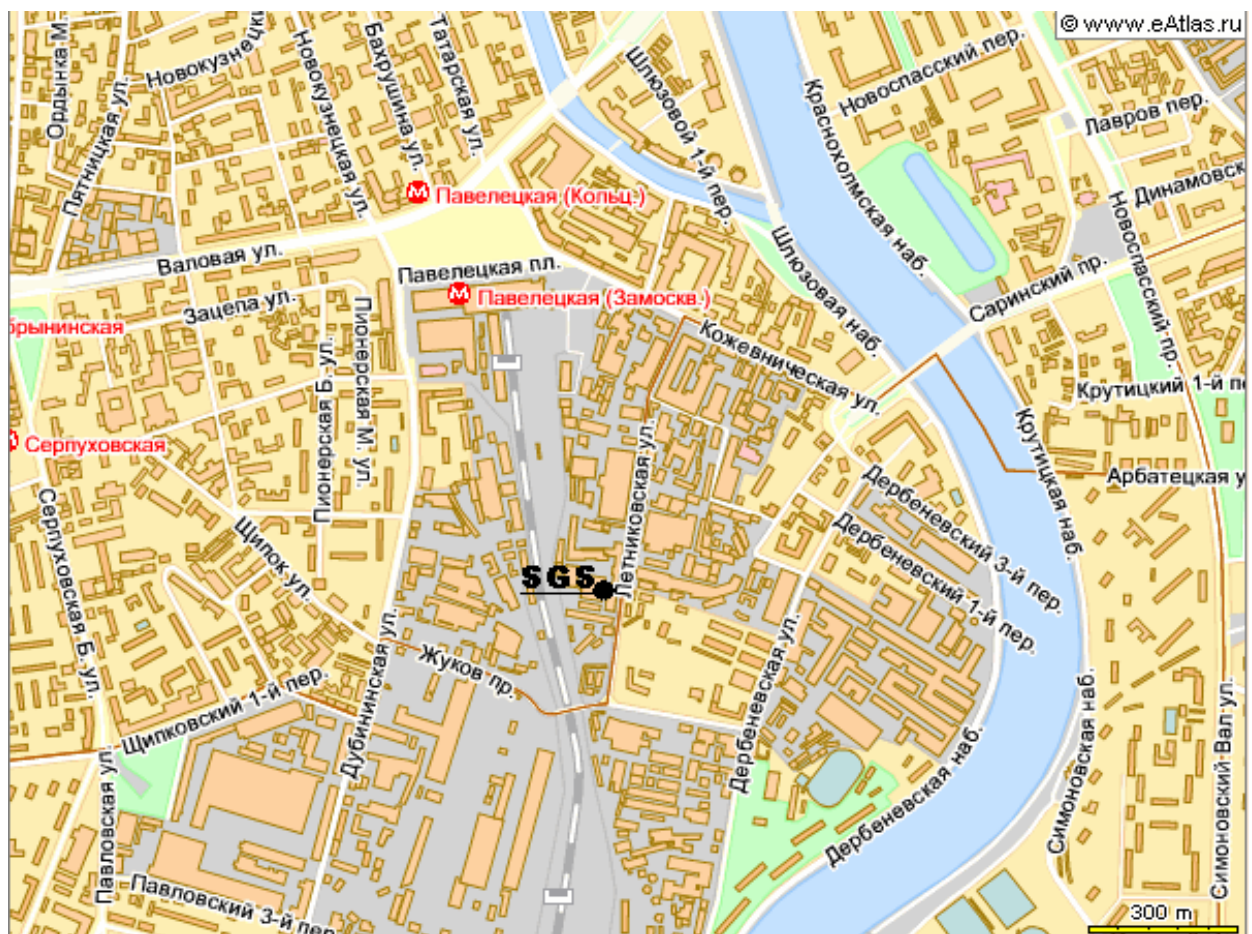 © www.eAtlas.ru
Ордынка М.
Пятницкая ул.
Новокузнецки
Новокузнецкая ул.
Бахрушина ул.
Татарская ул.
Шлюзовой 1-й пер.
Краснохолмская наб.
Новоспасский пер.
Лавров пер.
Динамовск
Новоспасский пр.
Павелецкая (Кольц.)
Валовая ул.
Павелецкая пл.
Шлюзовая наб.
Саринский пр.
Зацепа ул.
Павелецкая (Замоскв.)
брынинская
Пионерская Б. ул.
Пионерская М. ул.
Кожевническая ул.
Крутицкий 1-й пе
Крутицкая наб.
Серпуховская
Арбатецкая у
Летниковская ул.
Серпуховская Б. ул.
Щипок ул.
Дербеневский 3-й пер.
Дербеневский 1-й пер.
SGS
Жуков пр.
Дубининская ул.
Щипковский 1-й пер.
Дербеневская ул.
Дербеневская наб.
Симоновская наб.
Симоновский Вал ул.
Павловская ул.
Павловский 3-й пер.
300 m